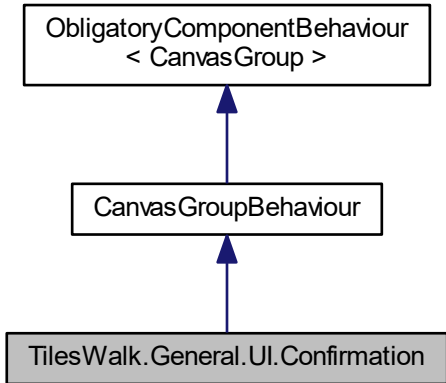 ObligatoryComponentBehaviour
< CanvasGroup >
CanvasGroupBehaviour
TilesWalk.General.UI.Confirmation